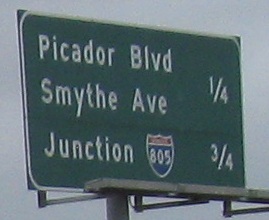 Picador Blvd
Smythe Ave 1/4
Junction 805 3/4